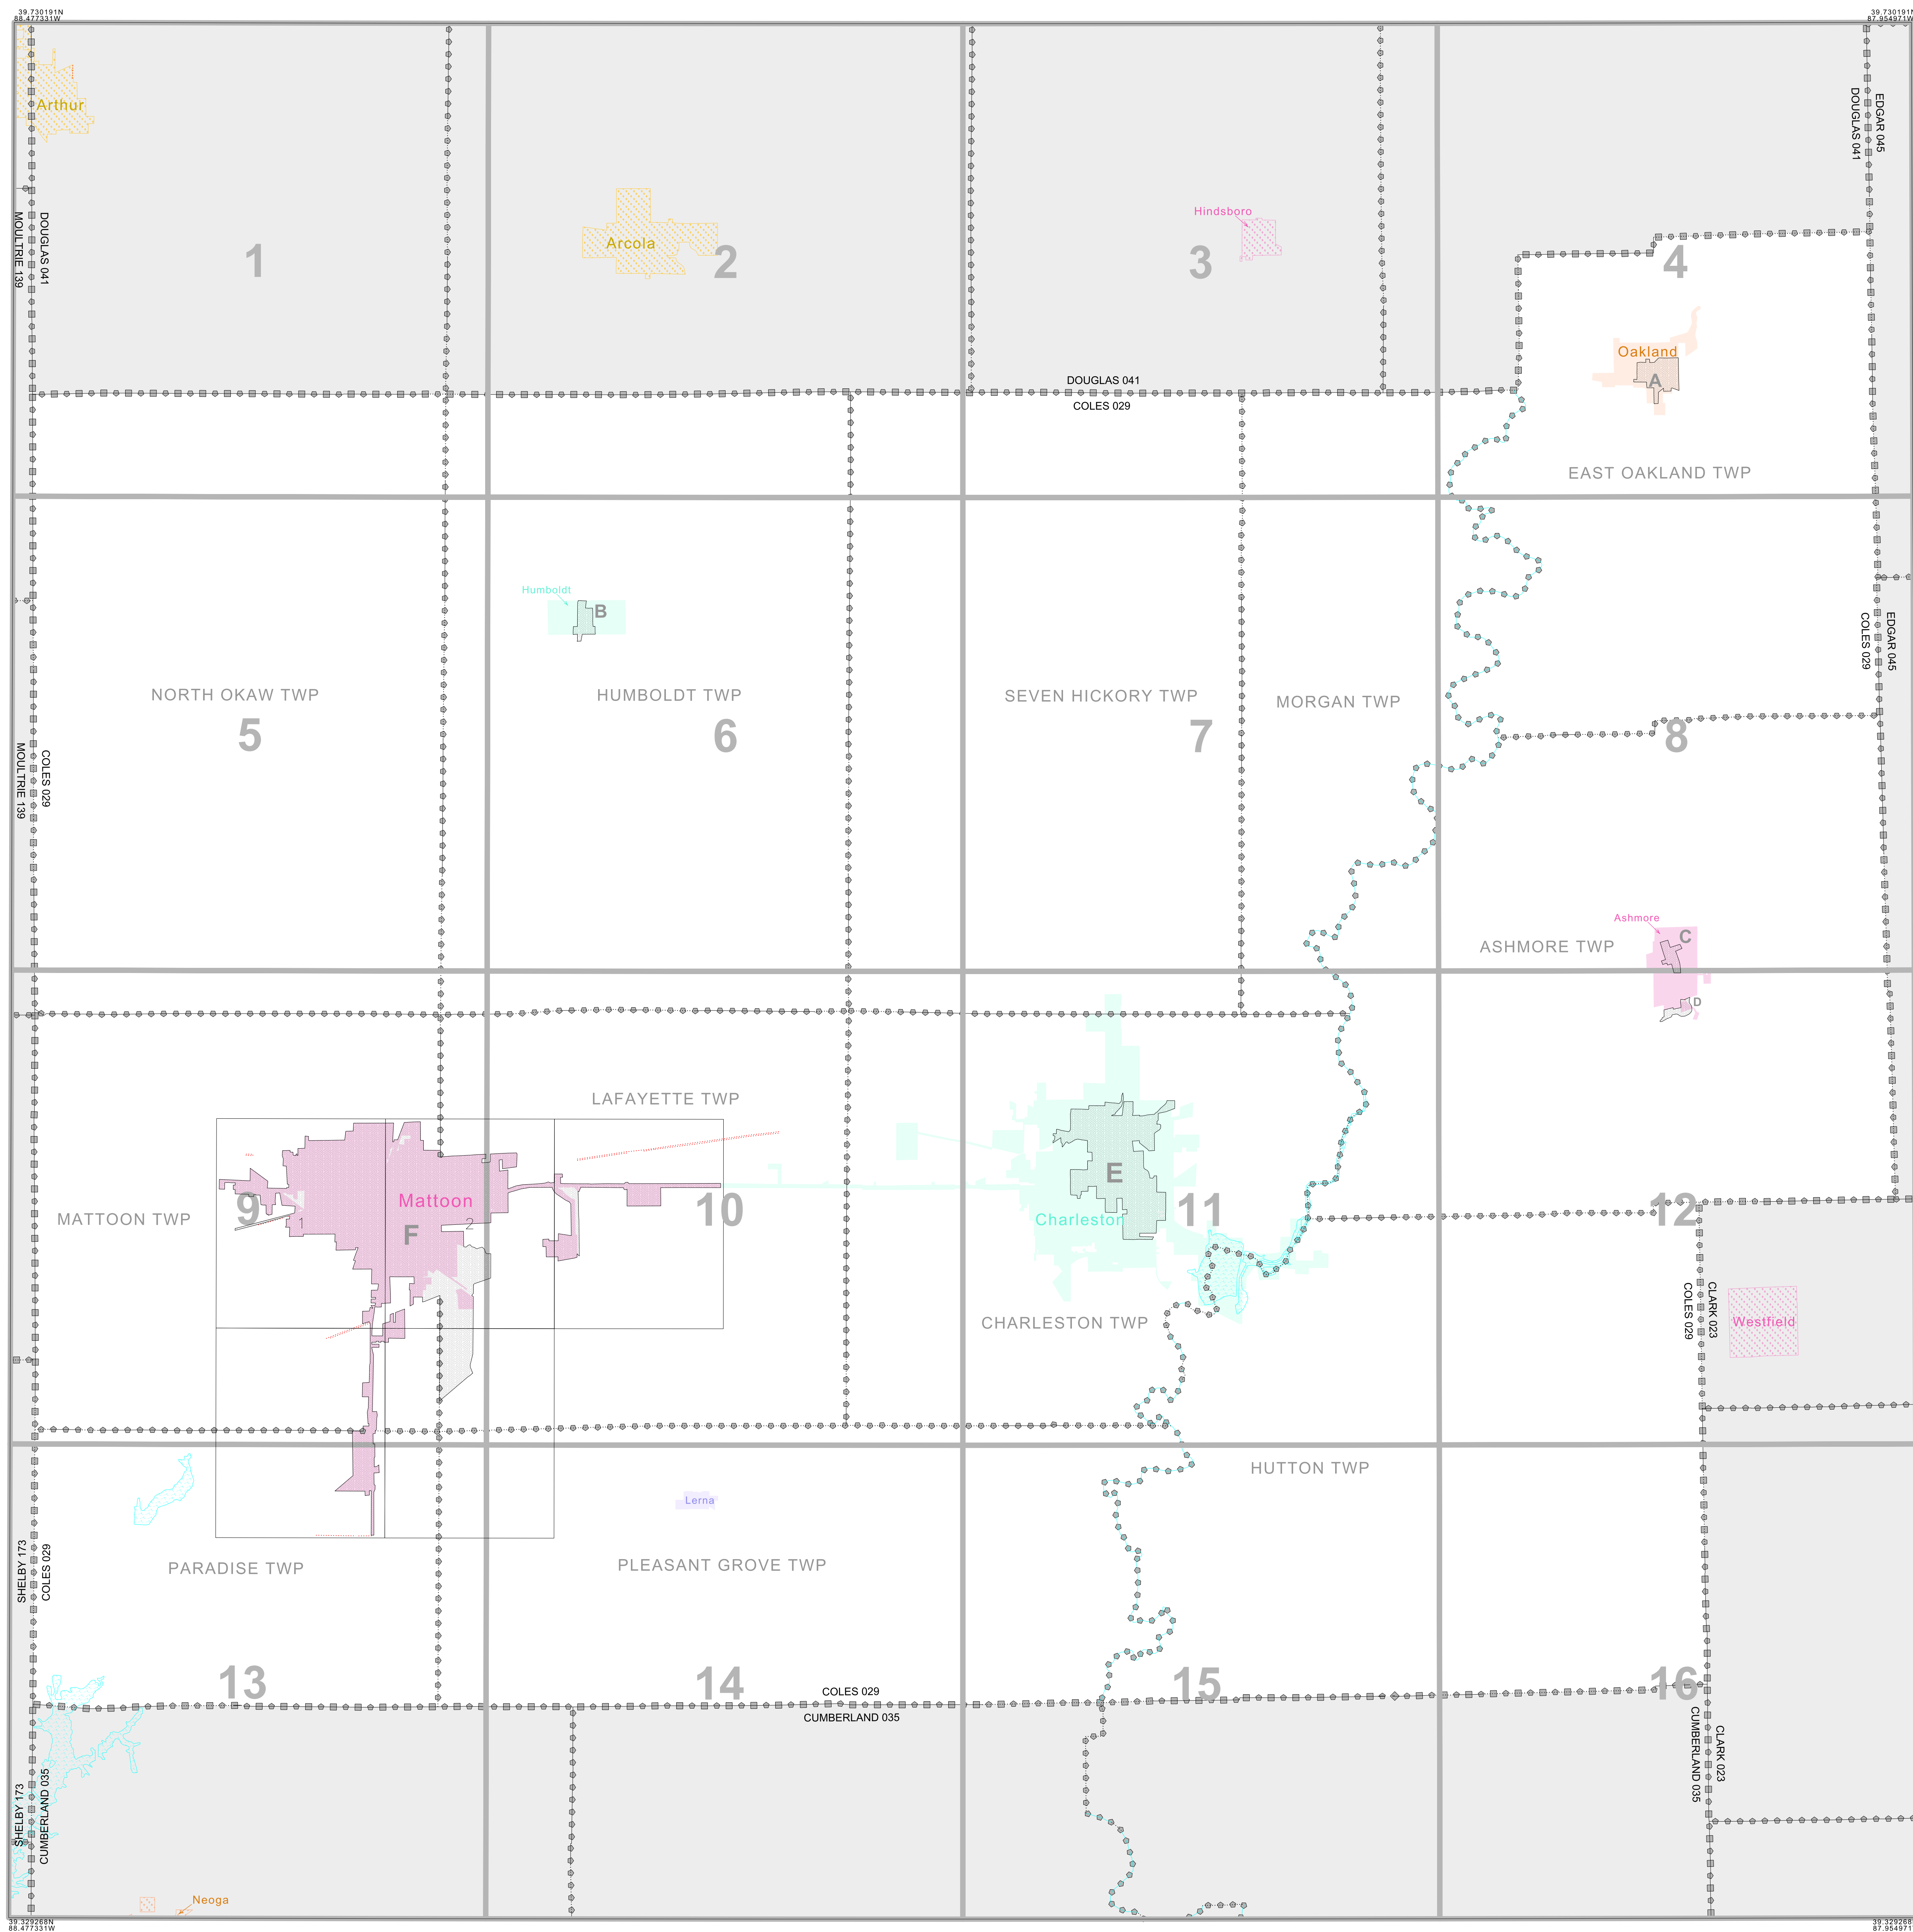 39.730191N
88.477331W
39.730191N
87.954971W
Arthur
EDGAR 045
DOUGLAS 041
Hindsboro
DOUGLAS 041
MOULTRIE 139
Arcola
1
2
3
4
Oakland
A
DOUGLAS 041
COLES 029
EAST OAKLAND TWP
Humboldt
B
EDGAR 045
COLES 029
NORTH OKAW TWP
HUMBOLDT TWP
SEVEN HICKORY TWP
MORGAN TWP
5
6
7
8
COLES 029
MOULTRIE 139
Ashmore
C
ASHMORE TWP
D
LAFAYETTE TWP
E
Mattoon
9
10
11
12
MATTOON TWP
1
2
F
Charleston
CHARLESTON TWP
CLARK 023
COLES 029
Westfield
HUTTON TWP
Lerna
SHELBY 173
COLES 029
PARADISE TWP
PLEASANT GROVE TWP
13
14
15
16
COLES 029
CUMBERLAND 035
CLARK 023
CUMBERLAND 035
SHELBY 173
CUMBERLAND 035
Neoga
39.329268N
88.477331W
39.329268
87.954971